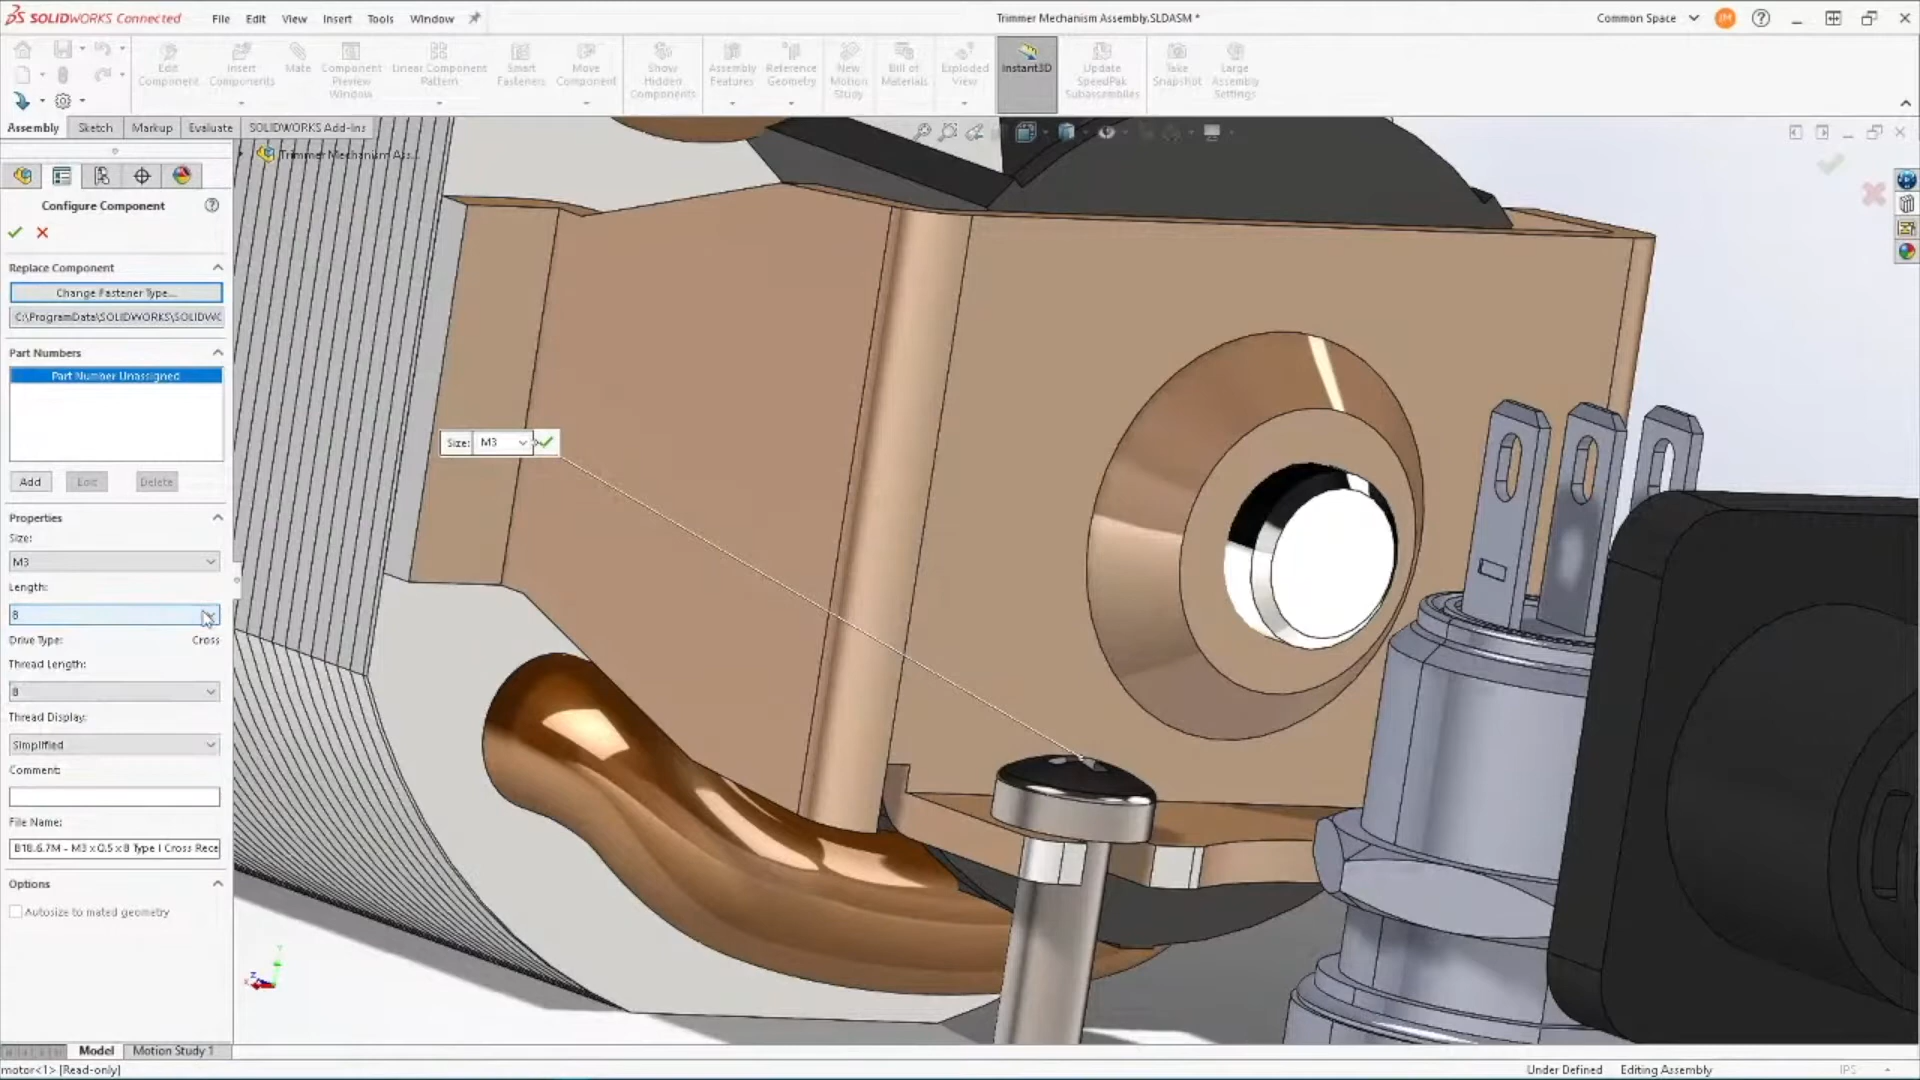 SOLIDWORKS Connected
File Edit View Insert Tools Window
Trimmer Mechanism Assembly.SLDASM *
Common Space
JM
Edit Component
Insert Components
Mate
Component Preview Window
Linear Component Pattern
Smart Fasteners
Move Component
Show Hidden Components
Assembly Features
Reference Geometry
New Motion Study
Bill of Materials
Exploded View
Instant3D
Update SpeedPak Subassemblies
Take Snapshot
Large Assembly Settings
Assembly Sketch Markup Evaluate SOLIDWORKS Add-Ins
Trimmer Mechanism Ass...
Configure Component
Replace Component
Change Fastener Type...
C:\ProgramData\SOLIDWORKS\SOLIDWC
Part Numbers
Part Number Unassigned
Add Edit Delete
Size: M3
Properties
Size:
M3
Length:
8
Drive Type: Cross
Thread Length:
8
Thread Display:
Simplified
Comment:
File Name:
B18.6.7M - M3 x 0.5 x 8 Type I Cross Rece
Options
Autosize to mated geometry
Y
Z
X
Model Motion Study 1
motor<1> [Read-only]
Under Defined Editing Assembly IPS